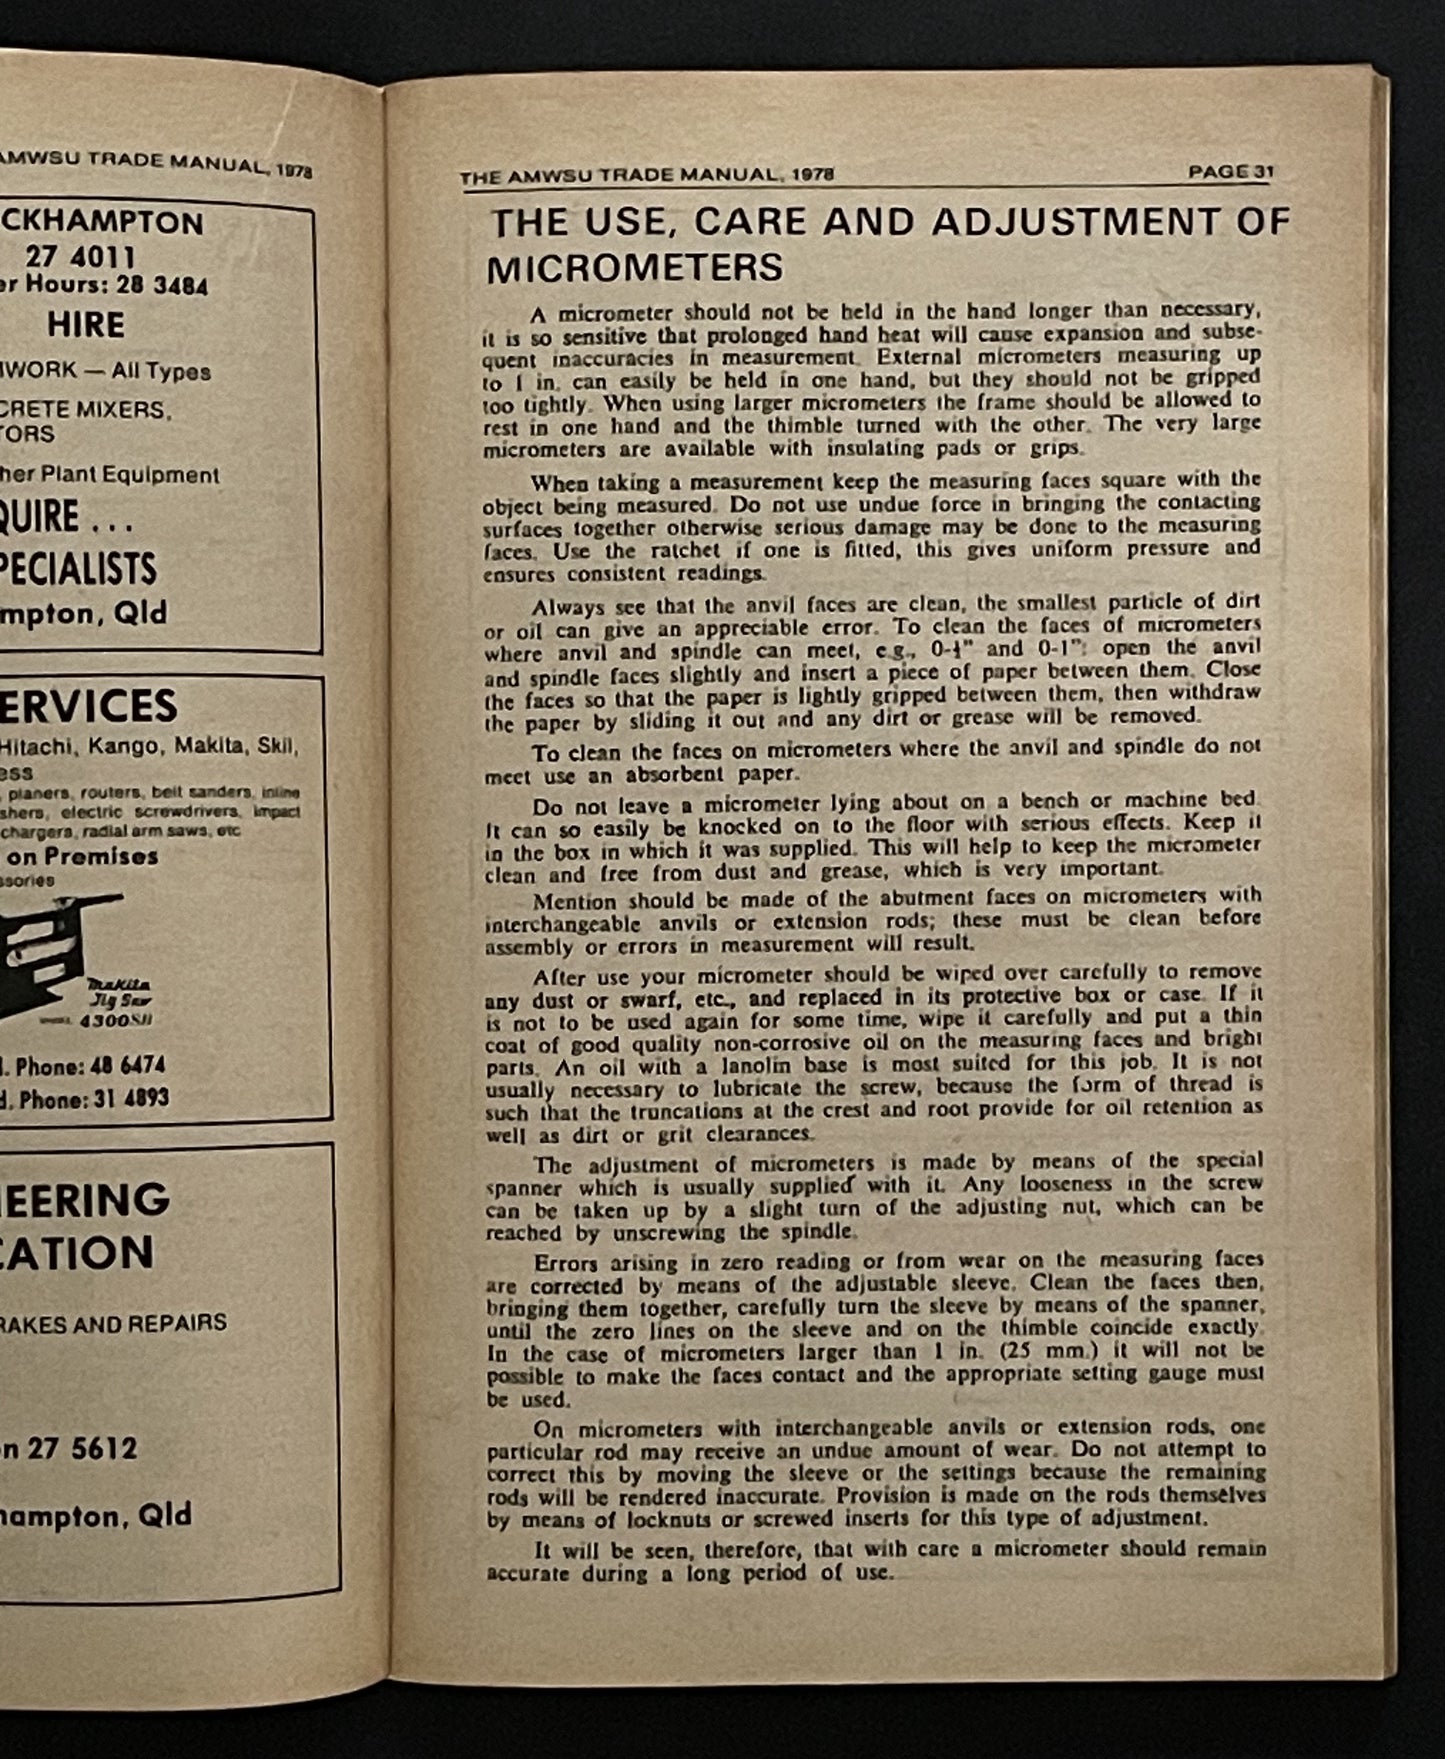 AMWSU TRADE MANUAL, 1978
CKHAMPTON
27 4011
er Hours: 28 3484
HIRE
WORK — All Types
CRETE MIXERS,
TORS
her Plant Equipment
QUIRE ...
PECIALISTS
mpton, Qld
ERVICES
Hitachi, Kango, Makita, Skil,
ess
, planers, routers, belt sanders, inline
shers, electric screwdrivers, impact
chargers, radial arm saws, etc
on Premises
ssories
makita
Jig Saw
4300SH
l. Phone: 48 6474
d. Phone: 31 4893
NEERING
CATION
RAKES AND REPAIRS
on 27 5612
hampton, Qld
THE AMWSU TRADE MANUAL, 1978 PAGE 31
THE USE, CARE AND ADJUSTMENT OF
MICROMETERS
A micrometer should not be held in the hand longer than necessary,
it is so sensitive that prolonged hand heat will cause expansion and subse-
quent inaccuracies in measurement. External micrometers measuring up
to 1 in. can easily be held in one hand, but they should not be gripped
too tightly. When using larger micrometers the frame should be allowed to
rest in one hand and the thimble turned with the other. The very large
micrometers are available with insulating pads or grips.
When taking a measurement keep the measuring faces square with the
object being measured. Do not use undue force in bringing the contacting
surfaces together otherwise serious damage may be done to the measuring
faces. Use the ratchet if one is fitted, this gives uniform pressure and
ensures consistent readings.
Always see that the anvil faces are clean, the smallest particle of dirt
or oil can give an appreciable error. To clean the faces of micrometers
where anvil and spindle can meet, e.g., and 0-1": open the anvil
and spindle faces slightly and insert a piece of paper between them. Close
the faces so that the paper is lightly gripped between them, then withdraw
the paper by sliding it out and any dirt or grease will be removed.
To clean the faces on micrometers where the anvil and spindle do not
meet use an absorbent paper.
Do not leave a micrometer lying about on a bench or machine bed.
It can so easily be knocked on to the floor with serious effects. Keep it
in the box in which it was supplied. This will help to keep the micrometer
clean and free from dust and grease, which is very important.
Mention should be made of the abutment faces on micrometers with
interchangeable anvils or extension rods; these must be clean before
assembly or errors in measurement will result.
After use your micrometer should be wiped over carefully to remove
any dust or swarf, etc., and replaced in its protective box or case. If it
is not to be used again for some time, wipe it carefully and put a thin
coat of good quality non-corrosive oil on the measuring faces and bright
parts. An oil with a lanolin base is most suited for this job. It is not
usually necessary to lubricate the screw, because the form of thread is
such that the truncations at the crest and root provide for oil retention as
well as dirt or grit clearances.
The adjustment of micrometers is made by means of the special
spanner which is usually supplied with it. Any looseness in the screw
can be taken up by a slight turn of the adjusting nut, which can be
reached by unscrewing the spindle.
Errors arising in zero reading or from wear on the measuring faces
are corrected by means of the adjustable sleeve. Clean the faces then,
bringing them together, carefully turn the sleeve by means of the spanner,
until the zero lines on the sleeve and on the thimble coincide exactly.
In the case of micrometers larger than 1 in. (25 mm.) it will not be
possible to make the faces contact and the appropriate setting gauge must
be used.
On micrometers with interchangeable anvils or extension rods, one
particular rod may receive an undue amount of wear. Do not attempt to
correct this by moving the sleeve or the settings because the remaining
rods will be rendered inaccurate. Provision is made on the rods themselves
by means of locknuts or screwed inserts for this type of adjustment.
It will be seen, therefore, that with care a micrometer should remain
accurate during a long period of use.